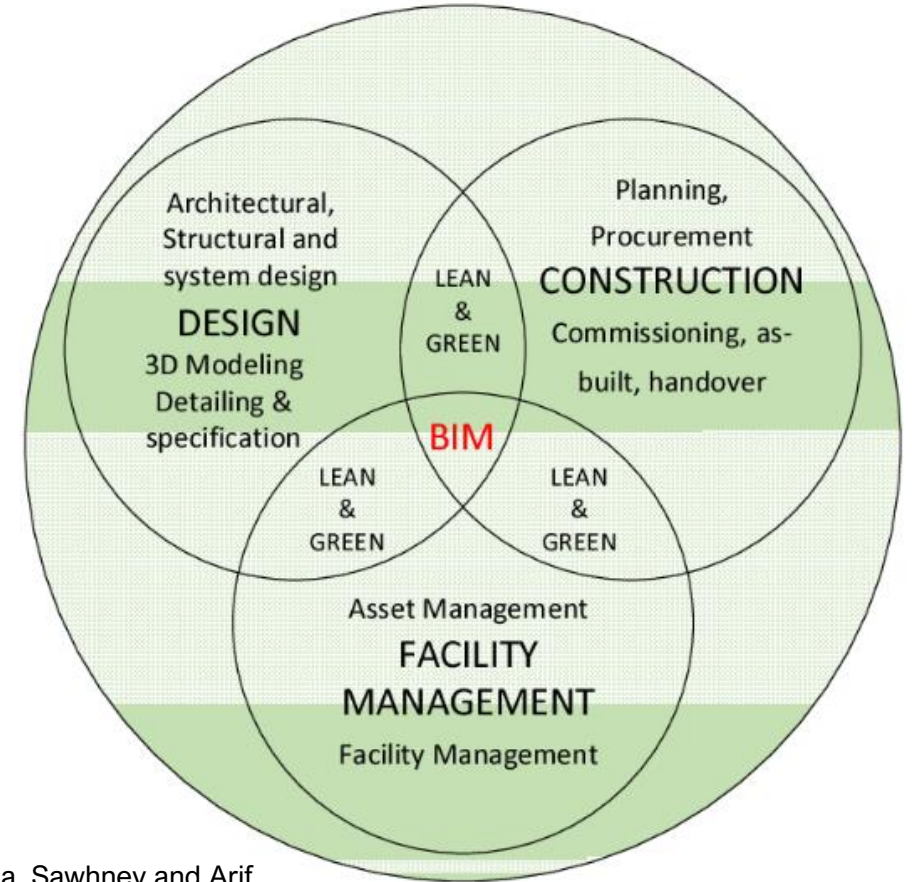 Architectural,
Structural and
system design
DESIGN
3D Modeling
Detailing &
specification
LEAN
&
GREEN
Planning,
Procurement
CONSTRUCTION
Commissioning, as-
built, handover
BIM
LEAN
&
GREEN
LEAN
&
GREEN
Asset Management
FACILITY
MANAGEMENT
Facility Management
Sawhney and Arif